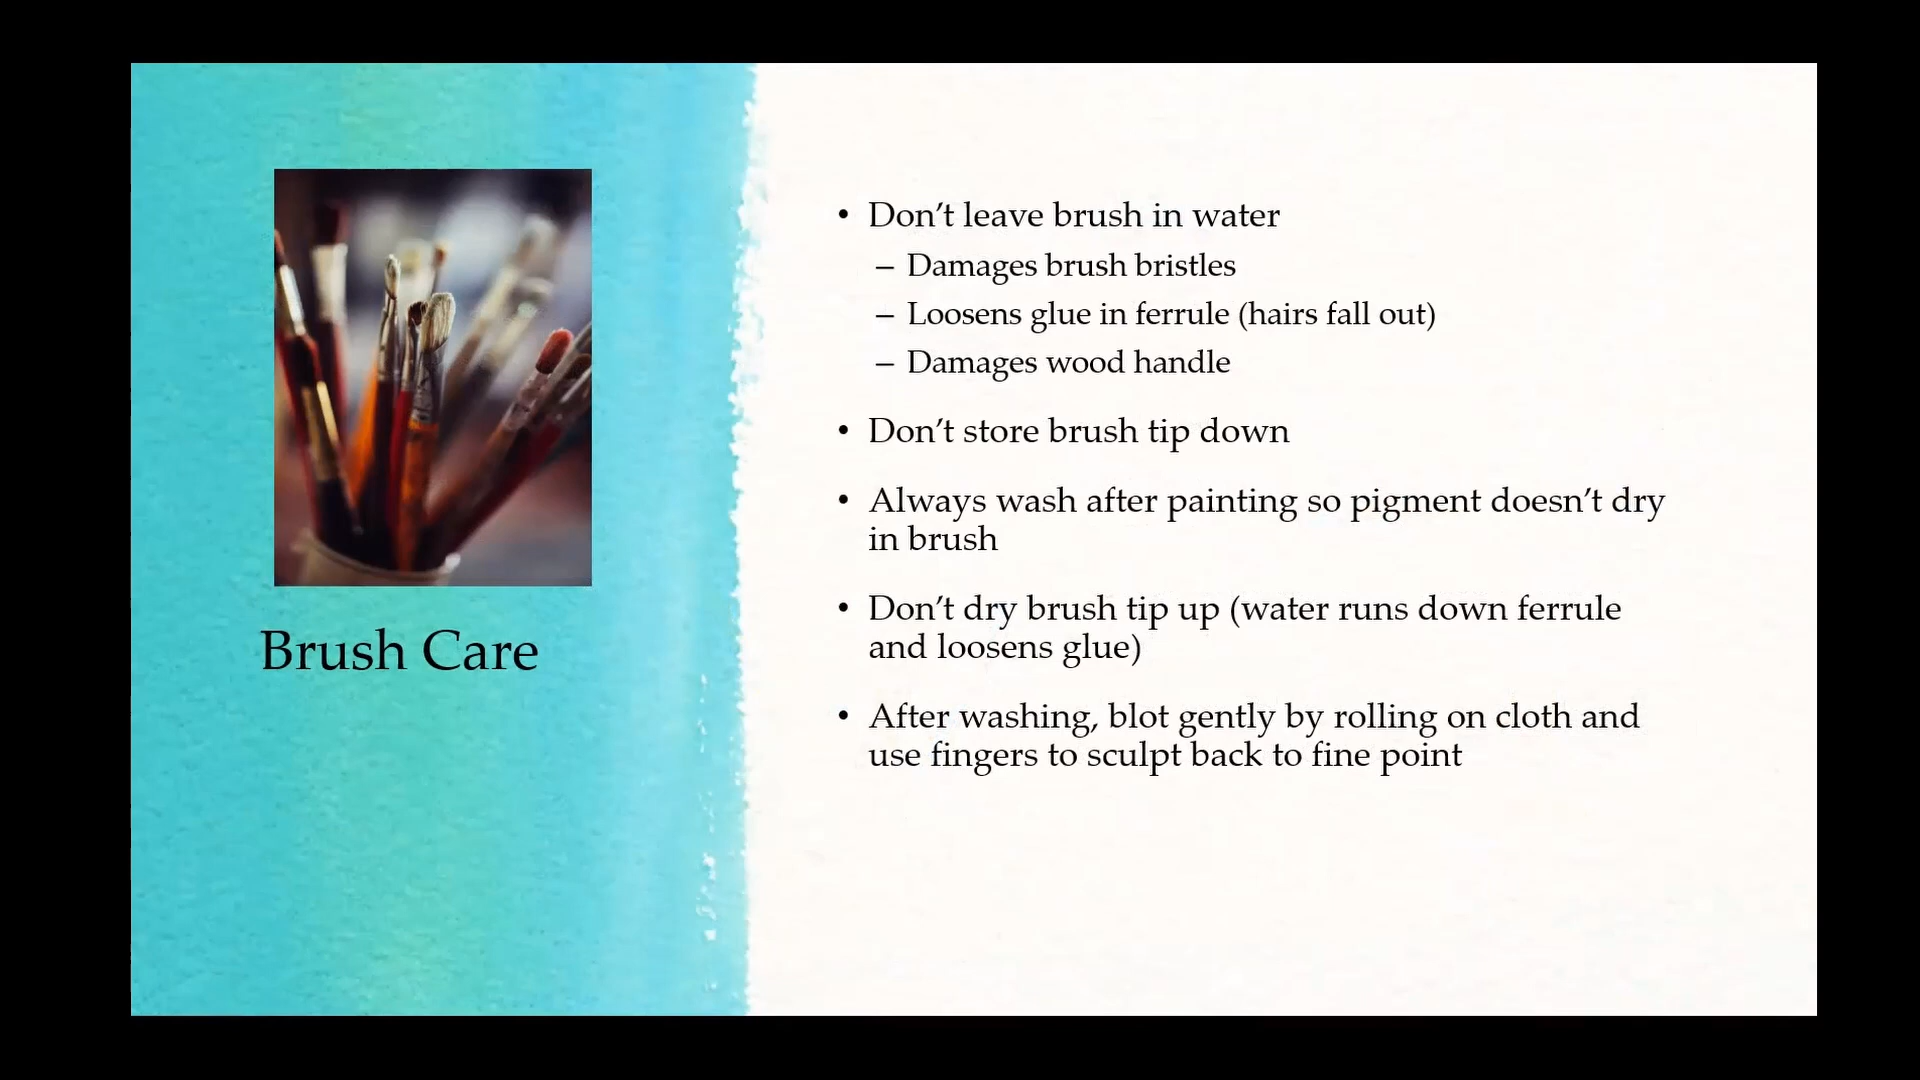 Brush Care
• Don’t leave brush in water
– Damages brush bristles
– Loosens glue in ferrule (hairs fall out)
– Damages wood handle
• Don’t store brush tip down
• Always wash after painting so pigment doesn’t dry
in brush
• Don’t dry brush tip up (water runs down ferrule
and loosens glue)
• After washing, blot gently by rolling on cloth and
use fingers to sculpt back to fine point